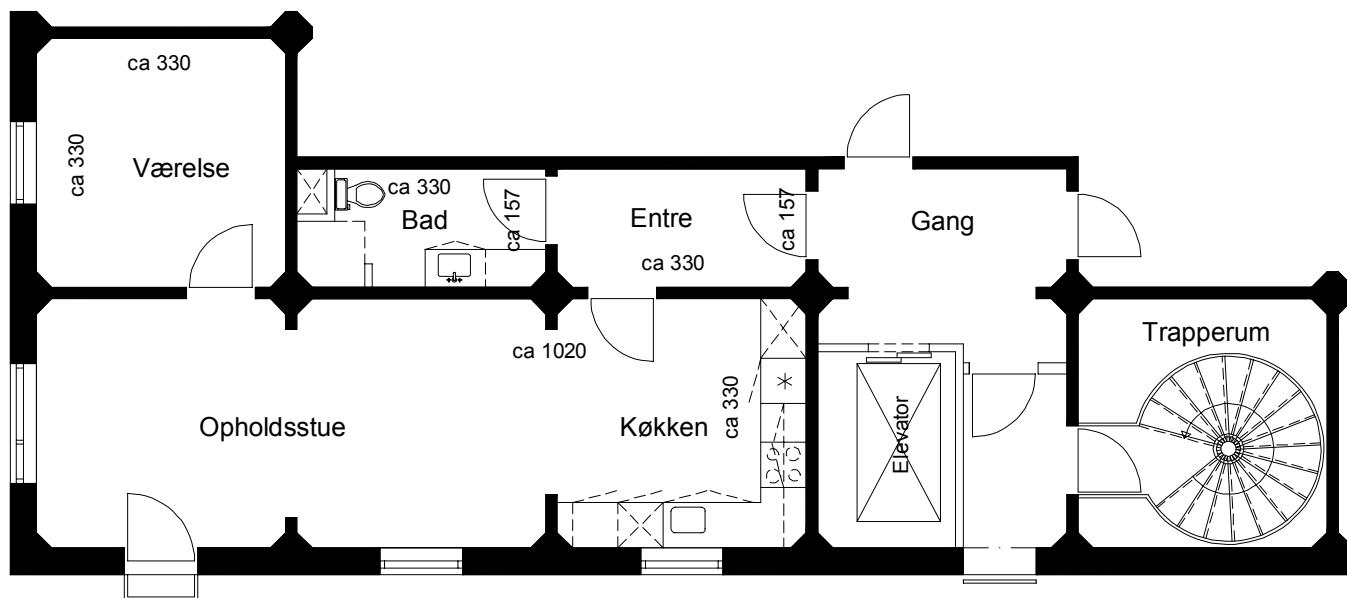 ca 330
ca 330
Værelse
ca 330
Bad
ca 157
Entre
ca 330
ca 157
Gang
ca 1020
Opholdsstue
Køkken
ca 330
Elevator
Trapperum